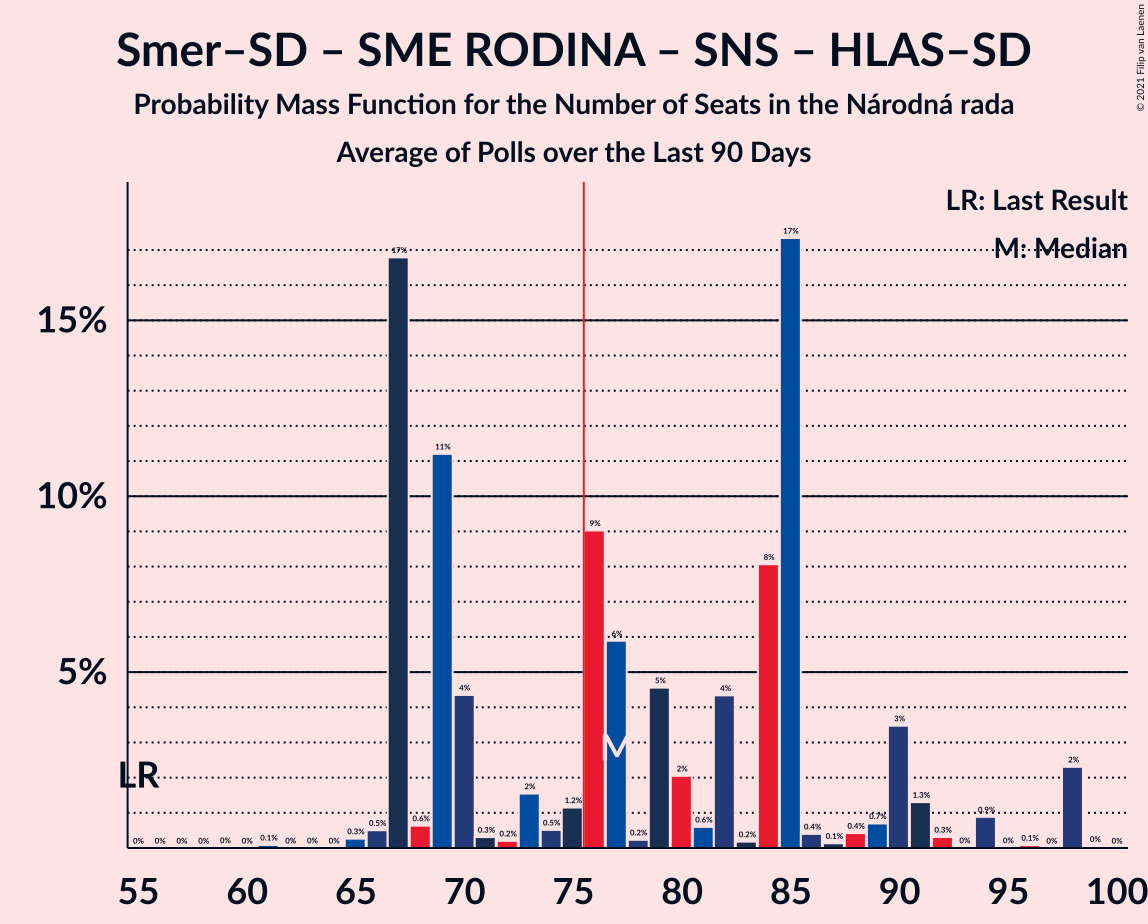 © 2021 Filip van Laenen
Smer–SD – SME RODINA – SNS – HLAS–SD
Probability Mass Function for the Number of Seats in the Národná rada
Average of Polls over the Last 90 Days
LR: Last Result
M: Median
15%
10%
5%
LR
M
0% 0% 0% 0% 0% 0% 0.1% 0% 0% 0% 0.3% 0.5% 17% 0.6% 11% 4% 0.3% 0.2% 2% 0.5% 1.2% 9% 6% 0.2% 5% 2% 0.6% 4% 0.2% 8% 17% 0.4% 0.1% 0.4% 0.7% 3% 1.3% 0.3% 0% 0.9% 0% 0.1% 0% 2% 0% 0%
55 60 65 70 75 80 85 90 95 100